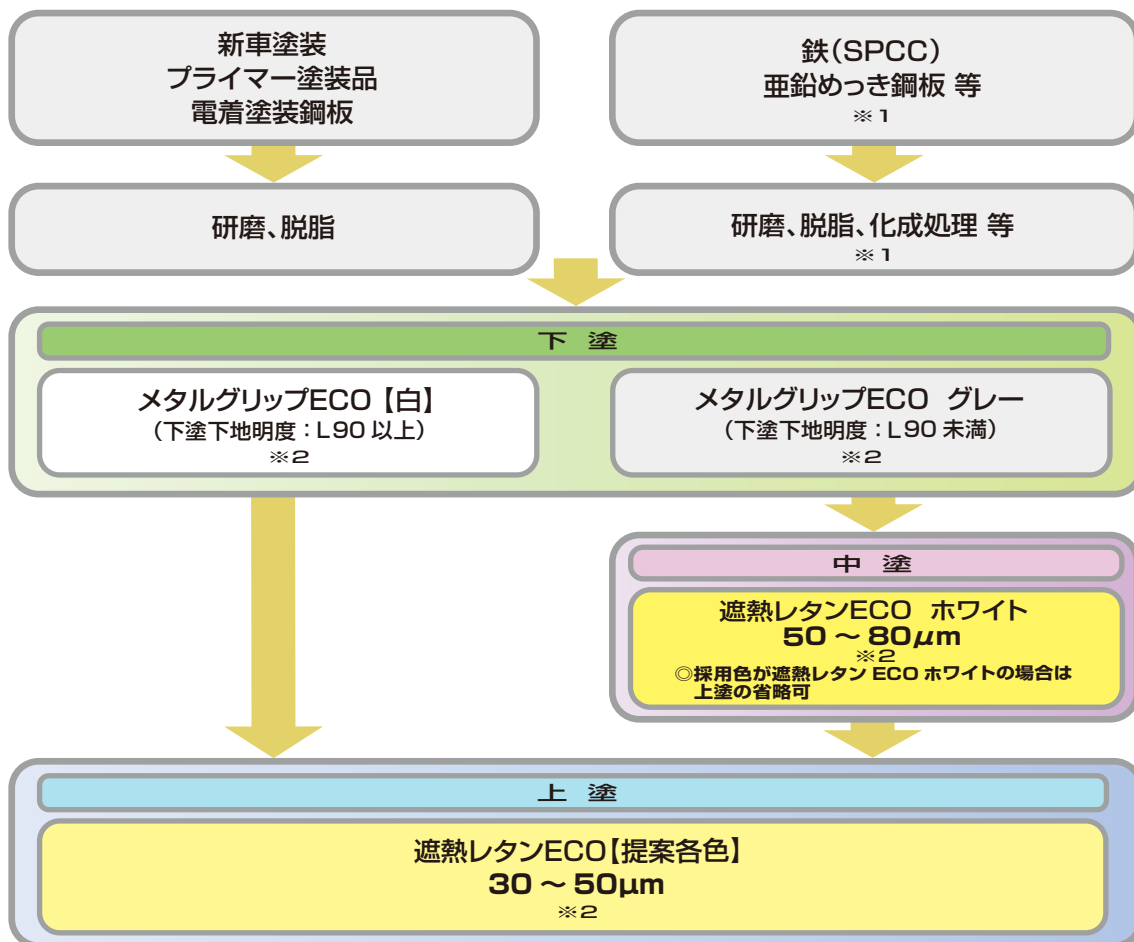 新車塗装
プライマー塗装品
電着塗装鋼板
鉄(SPCC)
亜鉛めっき鋼板 等
※1
研磨、脱脂
研磨、脱脂、化成処理 等
※1
下 塗
メタルグリップECO【白】
(下塗下地明度:L90 以上)
※2
メタルグリップECO グレー
(下塗下地明度:L90 未満)
※2
中 塗
遮熱レタンECO ホワイト
50 ~ 80μm
※2
◎採用色が遮熱レタン ECO ホワイトの場合は
上塗の省略可
上 塗
遮熱レタンECO【提案各色】
30 ~ 50μm
※2